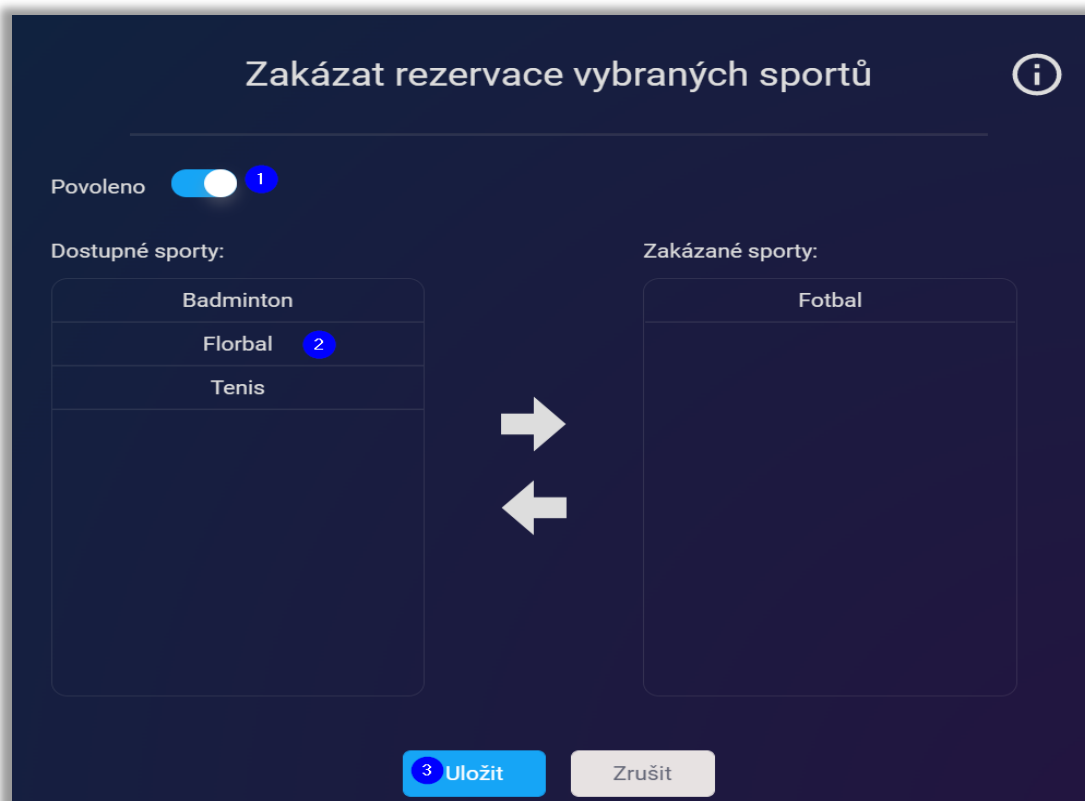 Zakázat rezervace vybraných sportů
Povoleno 1
Dostupné sporty:
Badminton
Florbal 2
Tenis
Zakázané sporty:
Fotbal
3 Uložit
Zrušit